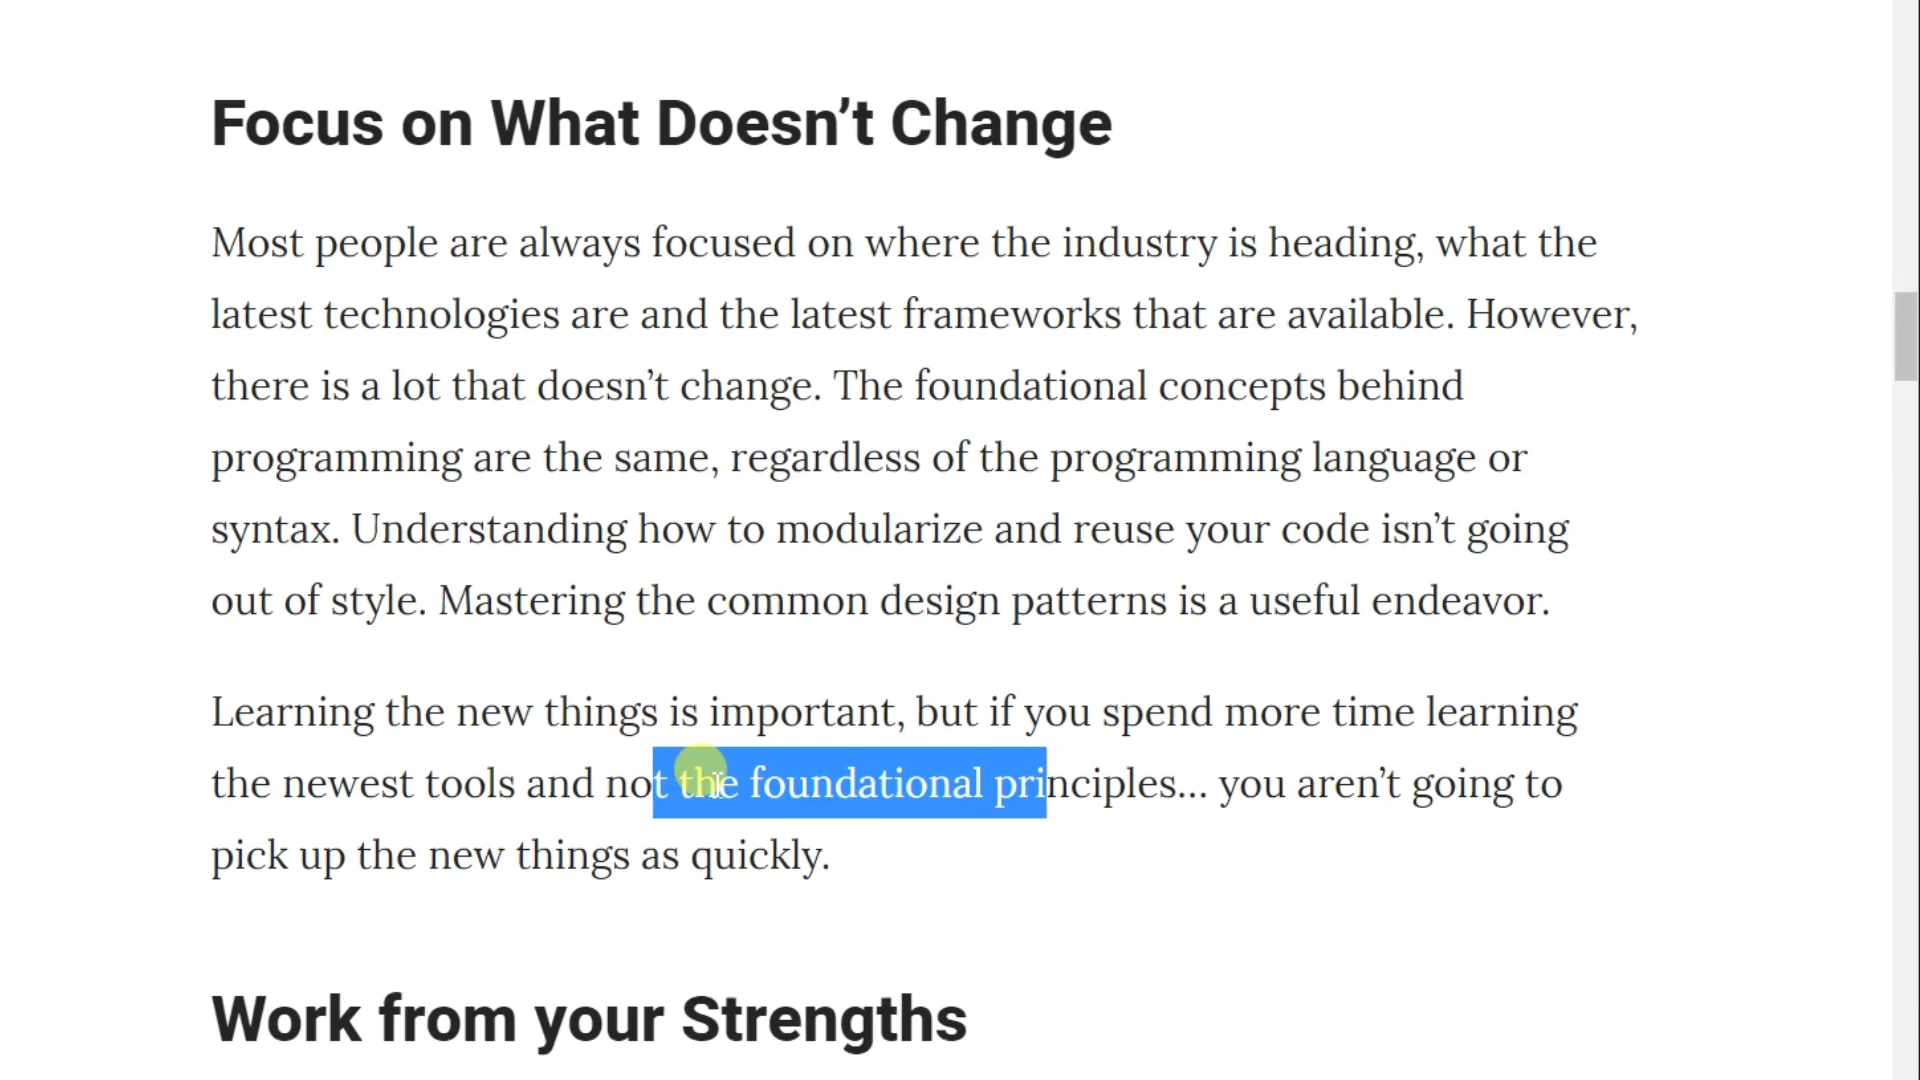 Focus on What Doesn’t Change
Most people are always focused on where the industry is heading, what the
latest technologies are and the latest frameworks that are available. However,
there is a lot that doesn’t change. The foundational concepts behind
programming are the same, regardless of the programming language or
syntax. Understanding how to modularize and reuse your code isn’t going
out of style. Mastering the common design patterns is a useful endeavor.
Learning the new things is important, but if you spend more time learning
the newest tools and not the foundational principles… you aren’t going to
pick up the new things as quickly.
Work from your Strengths